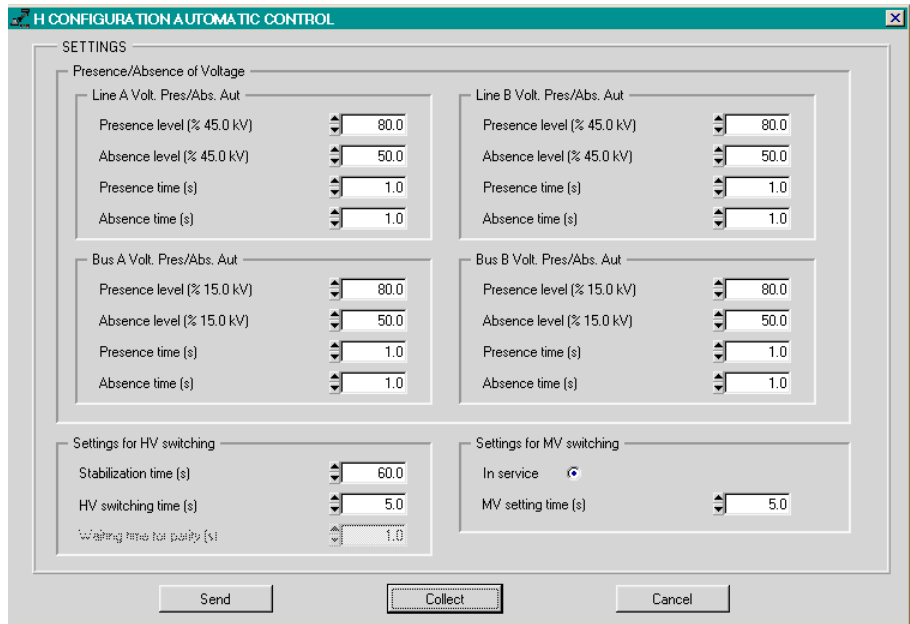 H CONFIGURATION AUTOMATIC CONTROL
SETTINGS
Presence/Absence of Voltage
Line A Volt. Pres/Abs. Aut
Presence level (% 45.0 kV) 80.0
Absence level (% 45.0 kV) 50.0
Presence time (s) 1.0
Absence time (s) 1.0
Line B Volt. Pres/Abs. Aut
Presence level (% 45.0 kV) 80.0
Absence level (% 45.0 kV) 50.0
Presence time (s) 1.0
Absence time (s) 1.0
Bus A Volt. Pres/Abs. Aut
Presence level (% 15.0 kV) 80.0
Absence level (% 15.0 kV) 50.0
Presence time (s) 1.0
Absence time (s) 1.0
Bus B Volt. Pres/Abs. Aut
Presence level (% 15.0 kV) 80.0
Absence level (% 15.0 kV) 50.0
Presence time (s) 1.0
Absence time (s) 1.0
Settings for HV switching
Stabilization time (s) 60.0
HV switching time (s) 5.0
Waiting time for parity (s) 1.0
Settings for MV switching
In service
MV setting time (s) 5.0
Send Collect Cancel